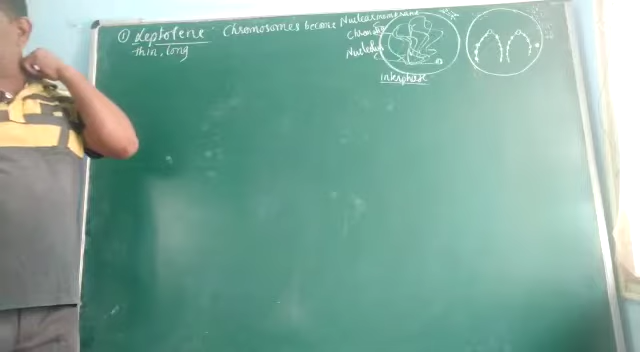 ① Leptotene : Chromosomes become
thin, long
Nuclear membrane
Nucleolus
interphase